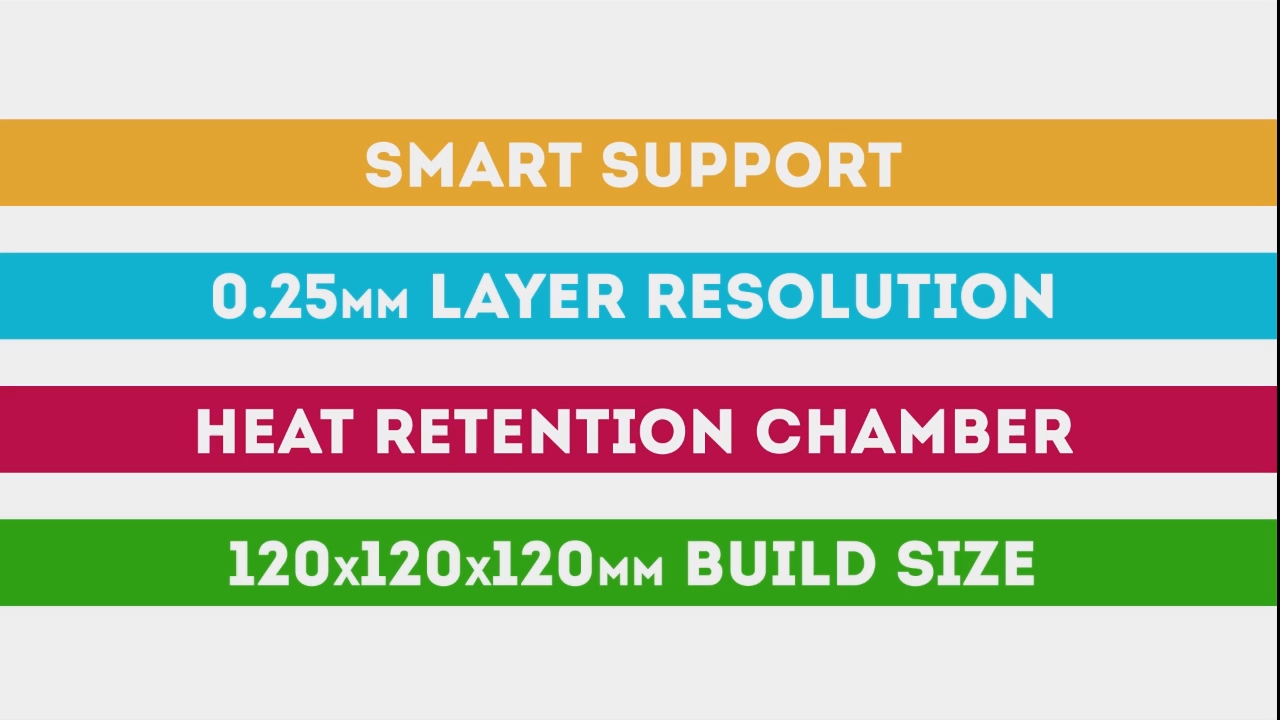 SMART SUPPORT
0.25MM LAYER RESOLUTION
HEAT RETENTION CHAMBER
120X120X120MM BUILD SIZE